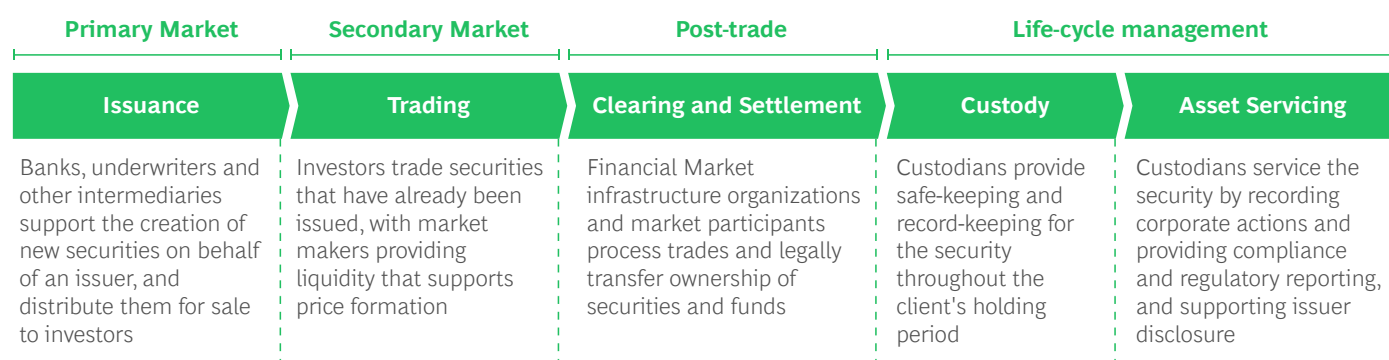 Primary Market
Secondary Market
Post-trade
Life-cycle management
Issuance
Trading
Clearing and Settlement
Custody
Asset Servicing
Banks, underwriters and
other intermediaries
support the creation of
new securities on behalf
of an issuer, and
distribute them for sale
to investors
Investors trade securities
that have already been
issued, with market
makers providing
liquidity that supports
price formation
Financial Market
infrastructure organizations
and market participants
process trades and legally
transfer ownership of
securities and funds
Custodians provide
safe-keeping and
record-keeping for
the security
throughout the
client's holding
period
Custodians service the
security by recording
corporate actions and
providing compliance
and regulatory reporting,
and supporting issuer
disclosure